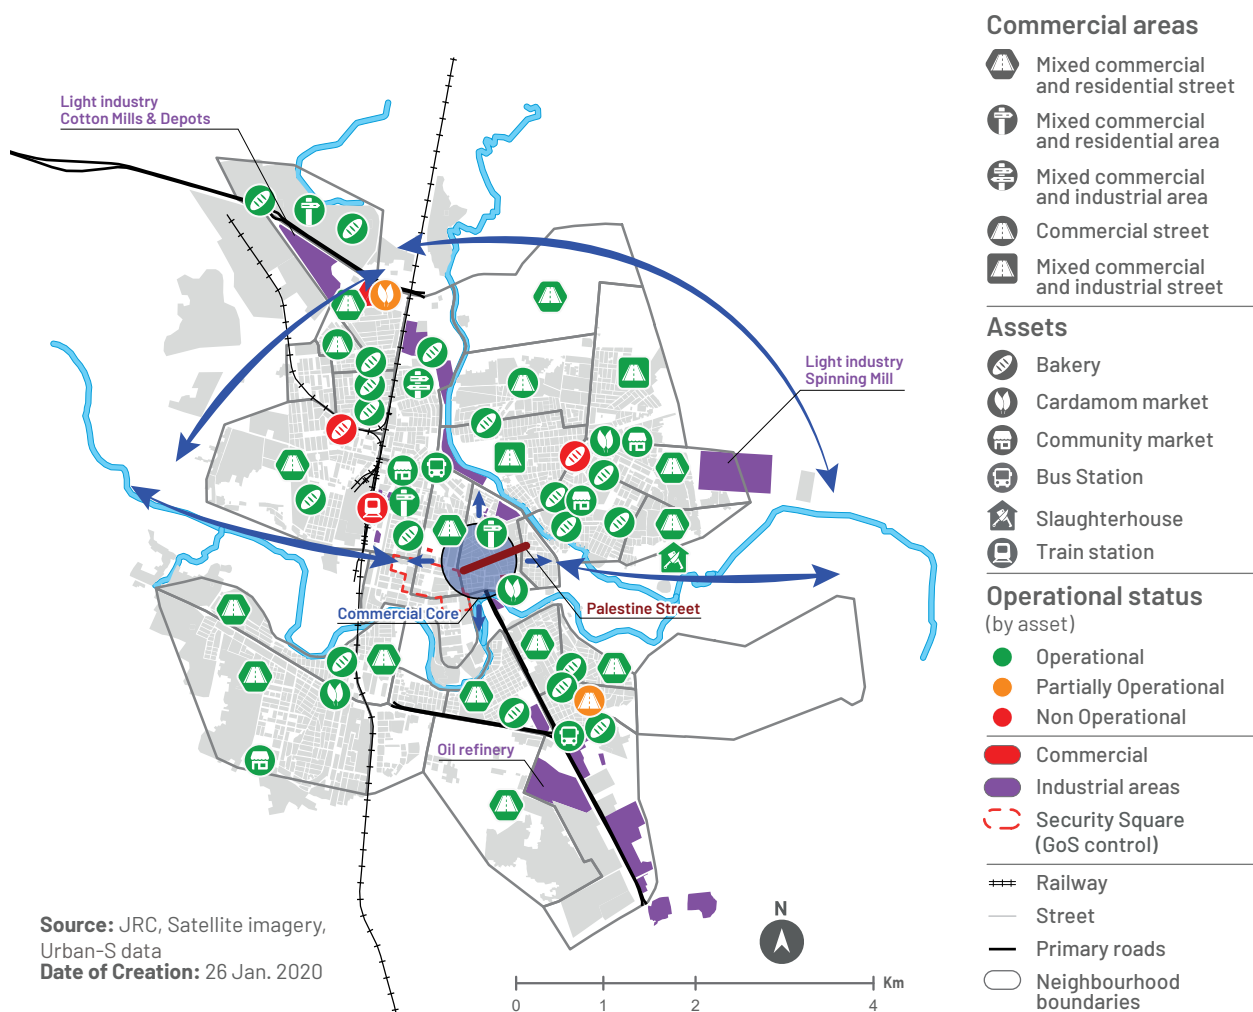 Light industry
Cotton Mills & Depots
Light industry
Spinning Mill
Commercial Core
Palestine Street
Oil refinery
Source: JRC, Satellite imagery,
Urban-S data
Date of Creation: 26 Jan. 2020
N
Km
0 1 2 4
Commercial areas
Mixed commercial
and residential street
Mixed commercial
and residential area
Mixed commercial
and industrial area
Commercial street
Mixed commercial
and industrial street
Assets
Bakery
Cardamom market
Community market
Bus Station
Slaughterhouse
Train station
Operational status
(by asset)
Operational
Partially Operational
Non Operational
Commercial
Industrial areas
Security Square
(GoS control)
Railway
Street
Primary roads
Neighbourhood
boundaries